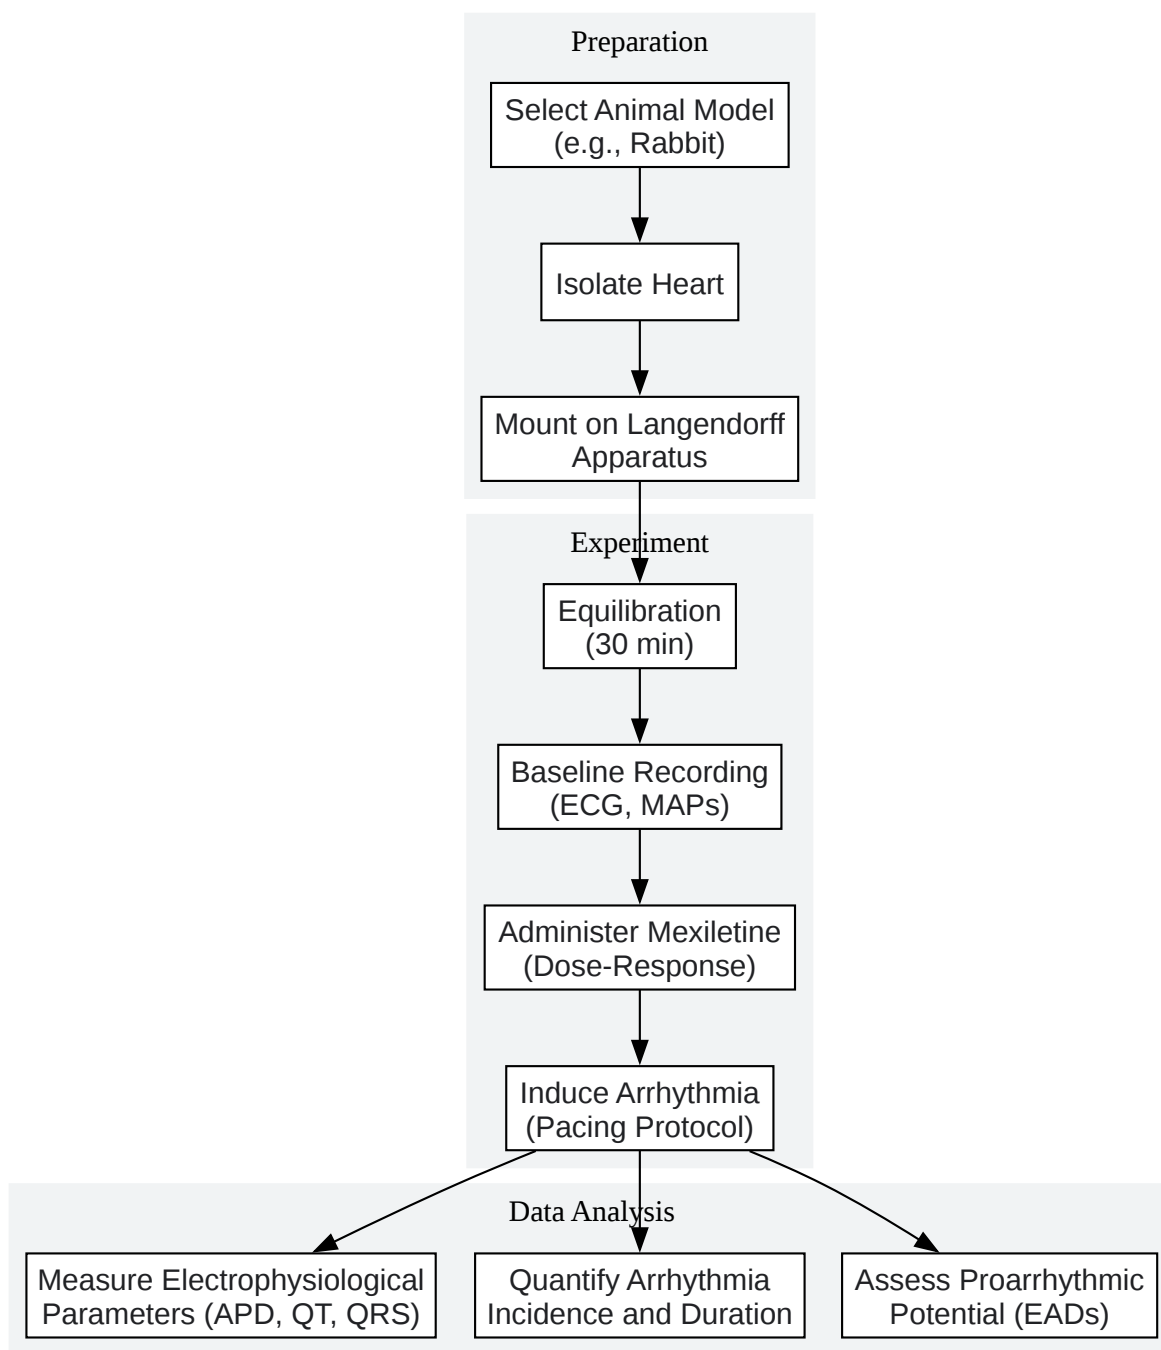 Preparation
Select Animal Model
(e.g., Rabbit)
Isolate Heart
Mount on Langendorff
Apparatus
Experiment
Equilibration
(30 min)
Baseline Recording
(ECG, MAPs)
Administer Mexiletine
(Dose-Response)
Induce Arrhythmia
(Pacing Protocol)
Data Analysis
Measure Electrophysiological
Parameters (APD, QT, QRS)
Quantify Arrhythmia
Incidence and Duration
Assess Proarrhythmic
Potential (EADs)